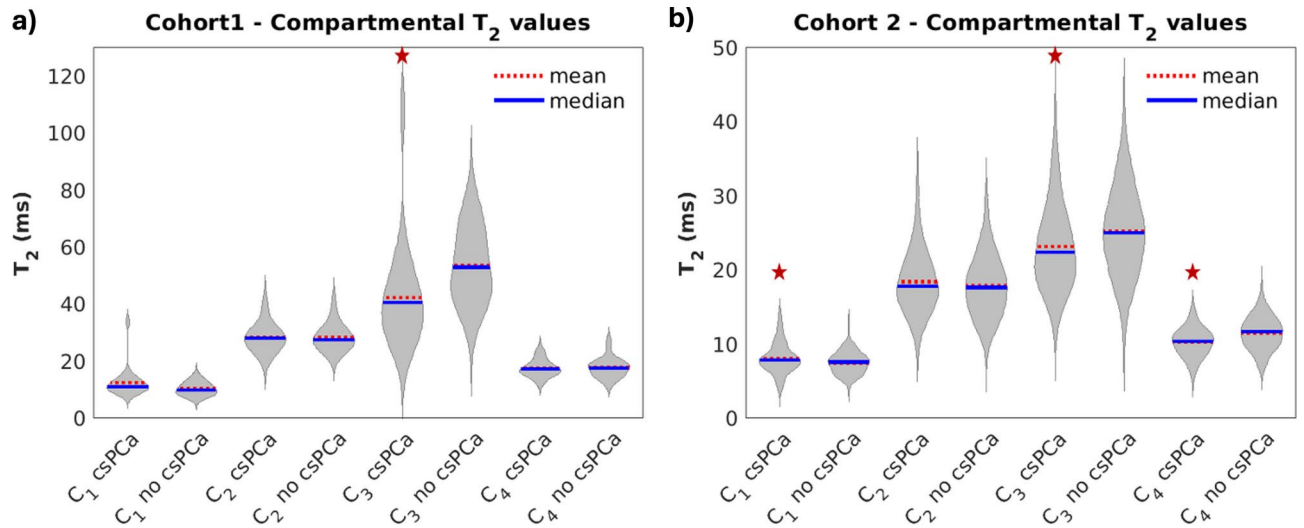 a)
Cohort1 - Compartmental T₂ values
T₂ (ms)
120
100
80
60
40
20
0
mean
median
C₁ csPCa
C₁ no csPCa
C₂ csPCa
C₂ no csPCa
C₃ csPCa
C₃ no csPCa
C₄ csPCa
C₄ no csPCa
b)
Cohort 2 - Compartmental T₂ values
T₂ (ms)
50
40
30
20
10
0
mean
median
C₁ csPCa
C₁ no csPCa
C₂ csPCa
C₂ no csPCa
C₃ csPCa
C₃ no csPCa
C₄ csPCa
C₄ no csPCa